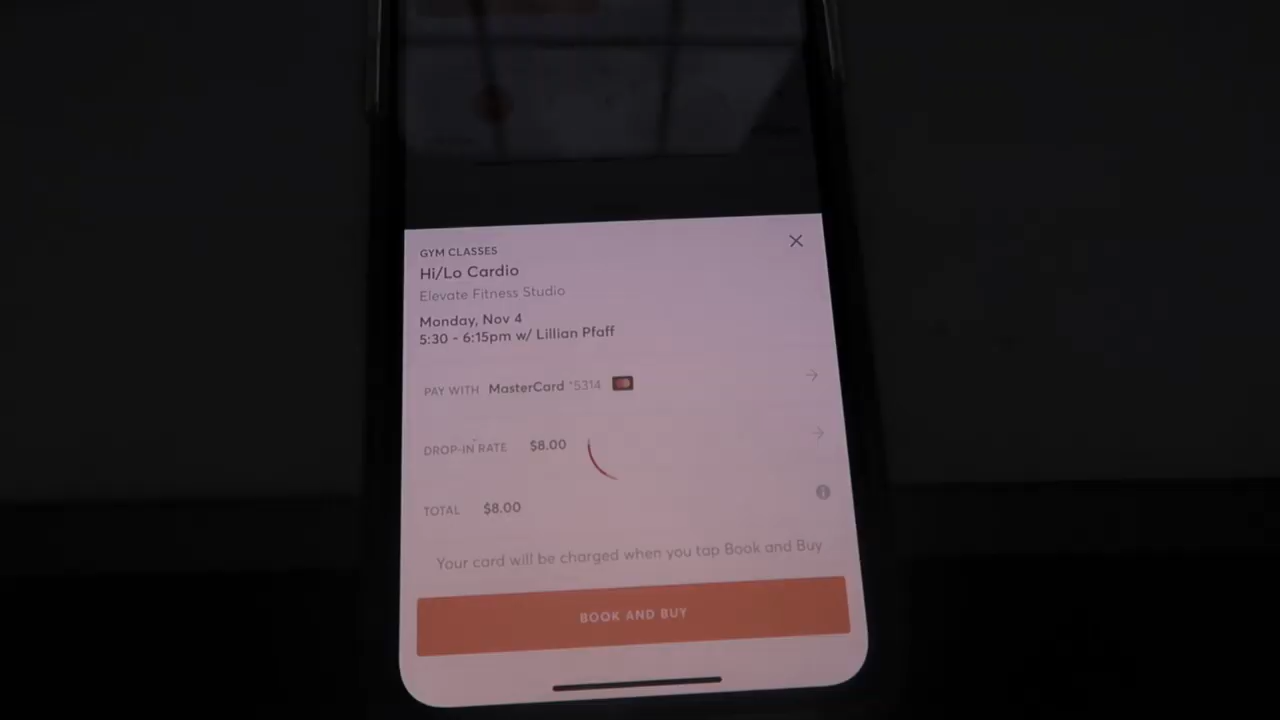 GYM CLASSES
Hi/Lo Cardio
Elevate Fitness Studio
Monday, Nov 4
5:30 - 6:15pm w/ Lillian Pfaff
PAY WITH MasterCard *5314
DROP-IN RATE $8.00
TOTAL $8.00
Your card will be charged when you tap Book and Buy
BOOK AND BUY